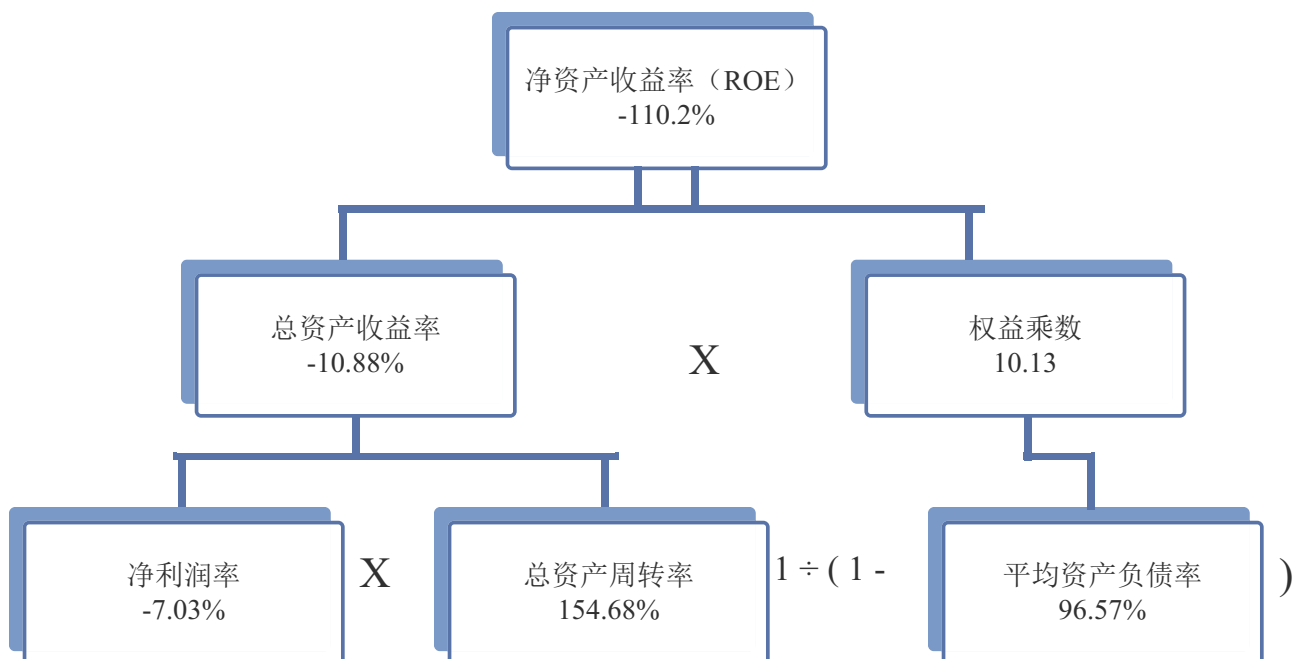 净资产收益率（ROE）
-110.2%
总资产收益率
-10.88%
X
权益乘数
10.13
净利润率
-7.03%
X
总资产周转率
154.68%
1 ÷ ( 1 -
平均资产负债率
96.57%
)